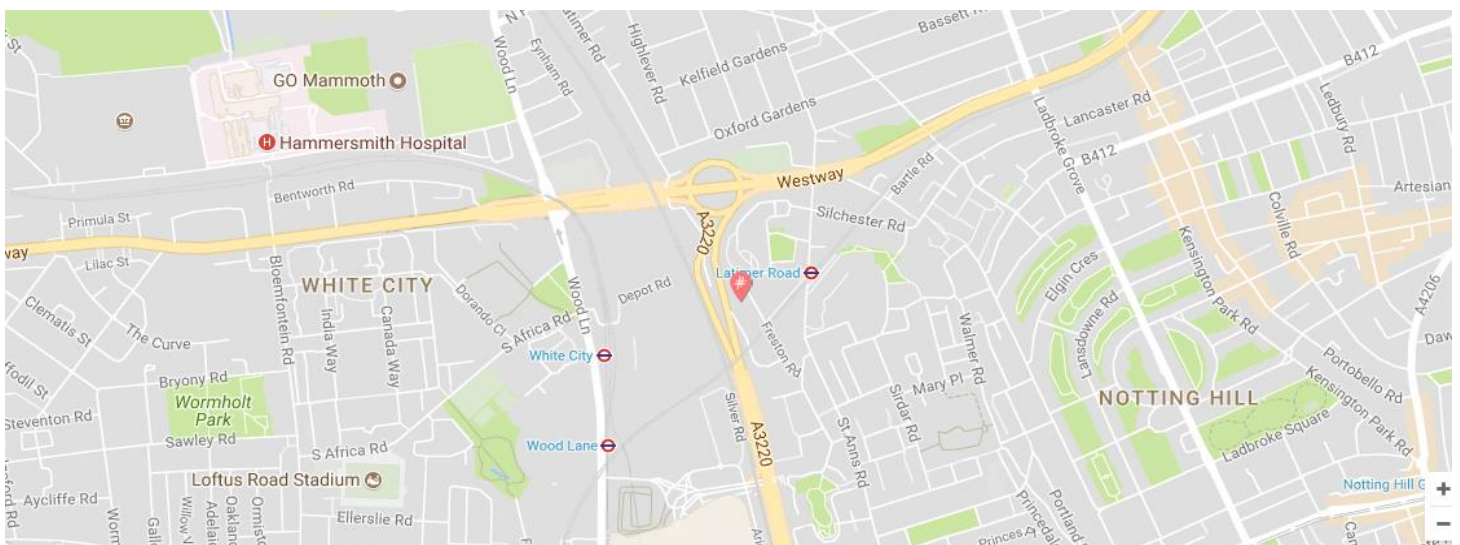 Bassett R
N P
atimer Rd
Highlever Rd
Wood Ln
Eynham Rd
Kelfield Gardens
B412
GO Mammoth
Ledbury Rd
Lancaster Rd
Ladbroke Grove
Oxford Gardens
H Hammersmith Hospital
Bartle Rd
B412
Westway
Bentworth Rd
Artesian
Silchester Rd
Primula St
Colville Rd
A3220
way
Lilac St
Bloemfontein Rd
Kensington Park Rd
Elgin Cres
WHITE CITY
Latimer Road
#
Depot Rd
Wood Ln
Dorando Cl
S Africa Rd
A4206
Clematis St
The Curve
India Way
Canada Way
Lansdowne Rd
Freston Rd
Walmer Rd
Daw
White City
Portobello Rd
ffodil St
Bryony Rd
Mary Pl
Wormholt
Park
Kensington Park Rd
NOTTING HILL
Silver Rd
Sirdar Rd
Steventon Rd
Sawley Rd
St Anns Rd
Ladbroke Square
A3220
Wood Lane
S Africa Rd
Loftus Road Stadium
Notting Hill G
+
Aycliffe Rd
Ellerslie Rd
Princedale
Portland
Princes
−